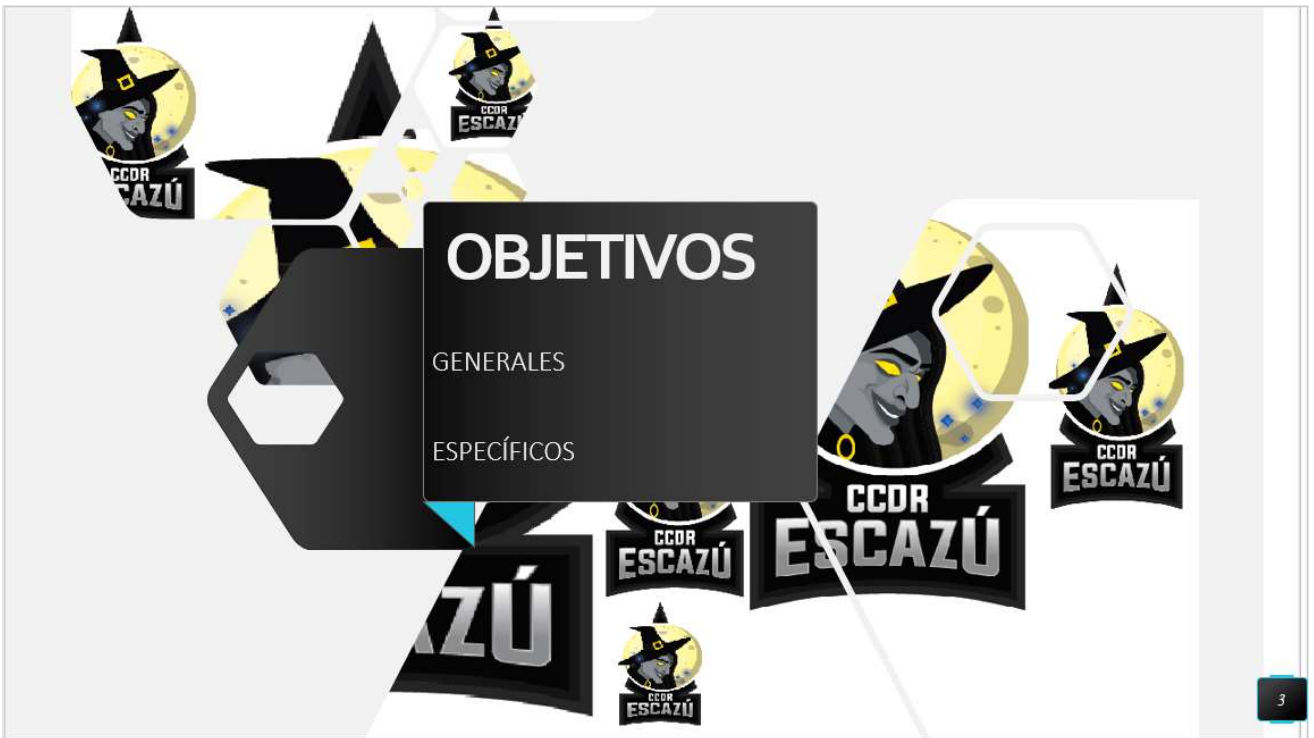 CCDR
ESCAZÚ
CCDR
ESCAZÚ
OBJETIVOS
GENERALES
ESPECÍFICOS
CCDR
ESCAZÚ
CCDR
ESCAZÚ
CCDR
ESCAZÚ
ZÚ
CCDR
ESCAZÚ
3